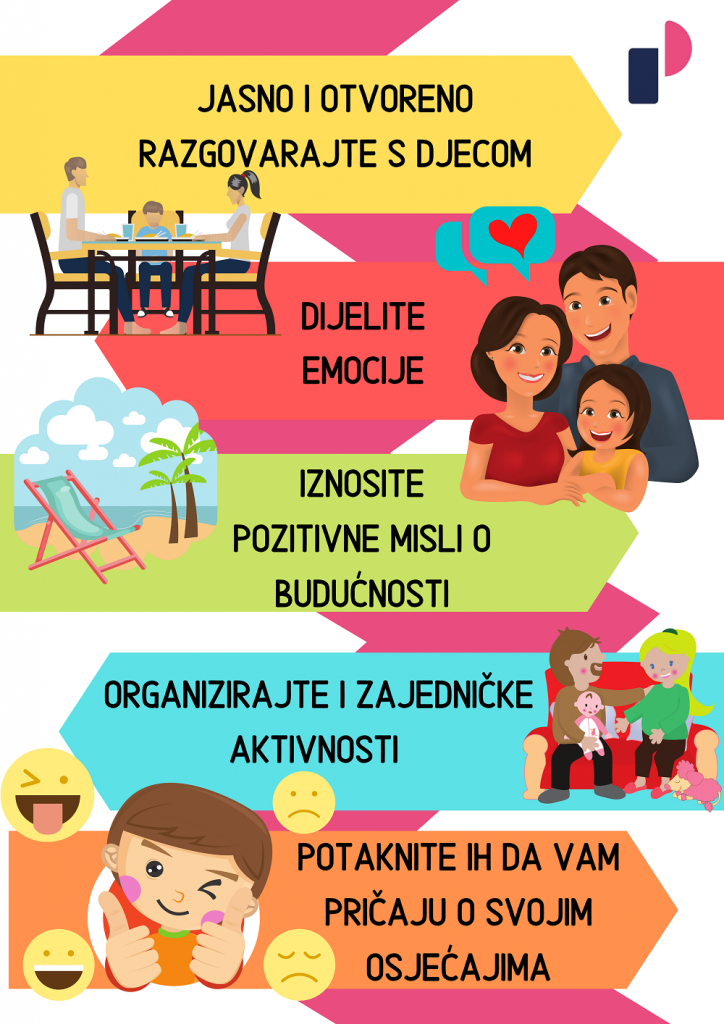 JASNO I OTVORENO
RAZGOVARAJTE S DJECOM
DIJELITE
EMOCIJE
IZNOSITE
POZITIVNE MISLI O
BUDUĆNOSTI
ORGANIZIRAJTE I ZAJEDNIČKE
AKTIVNOSTI
POTAKNITE IH DA VAM
PRIČAJU O SVOJIM
OSJEĆAJIMA